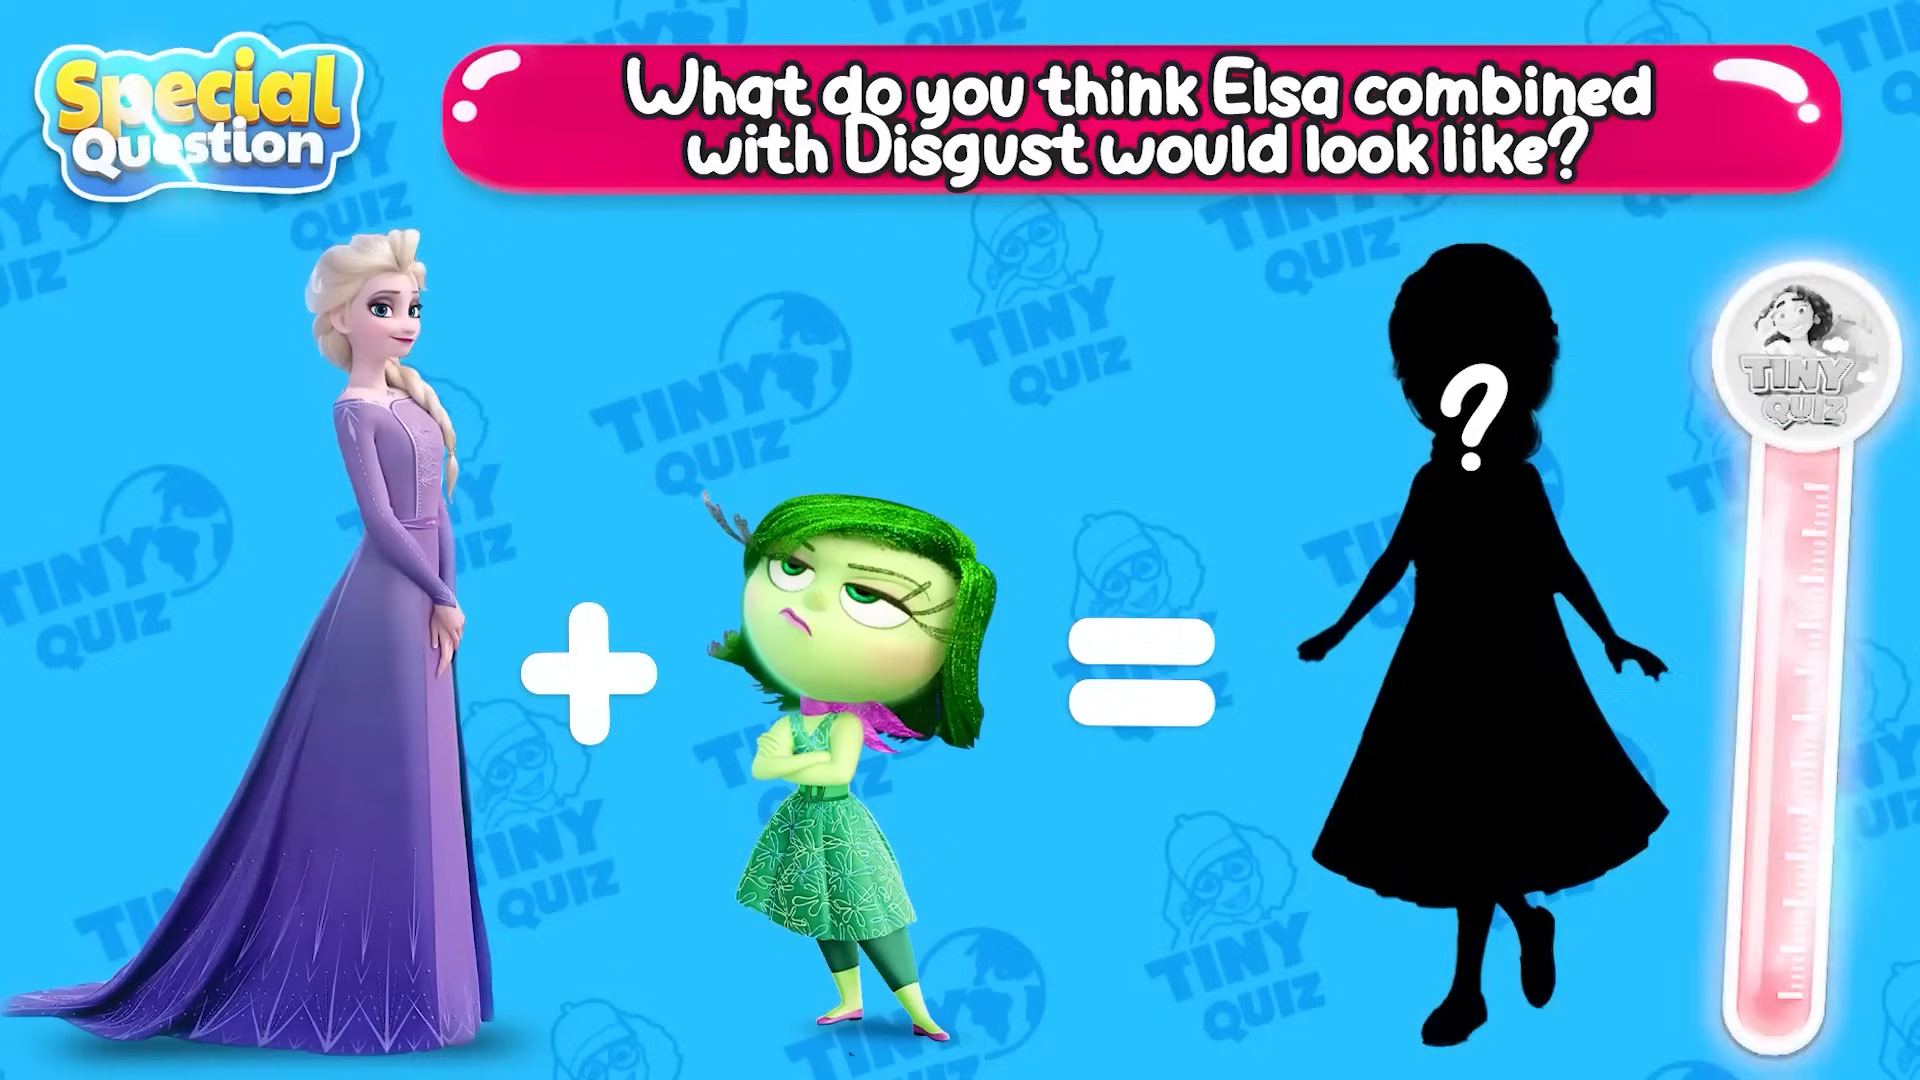 Special
Question
What do you think Elsa combined
with Disgust would look like?
?
TINY
QUIZ